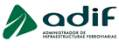 adif
ADMINISTRADOR DE
INFRAESTRUCTURAS FERROVIARIAS